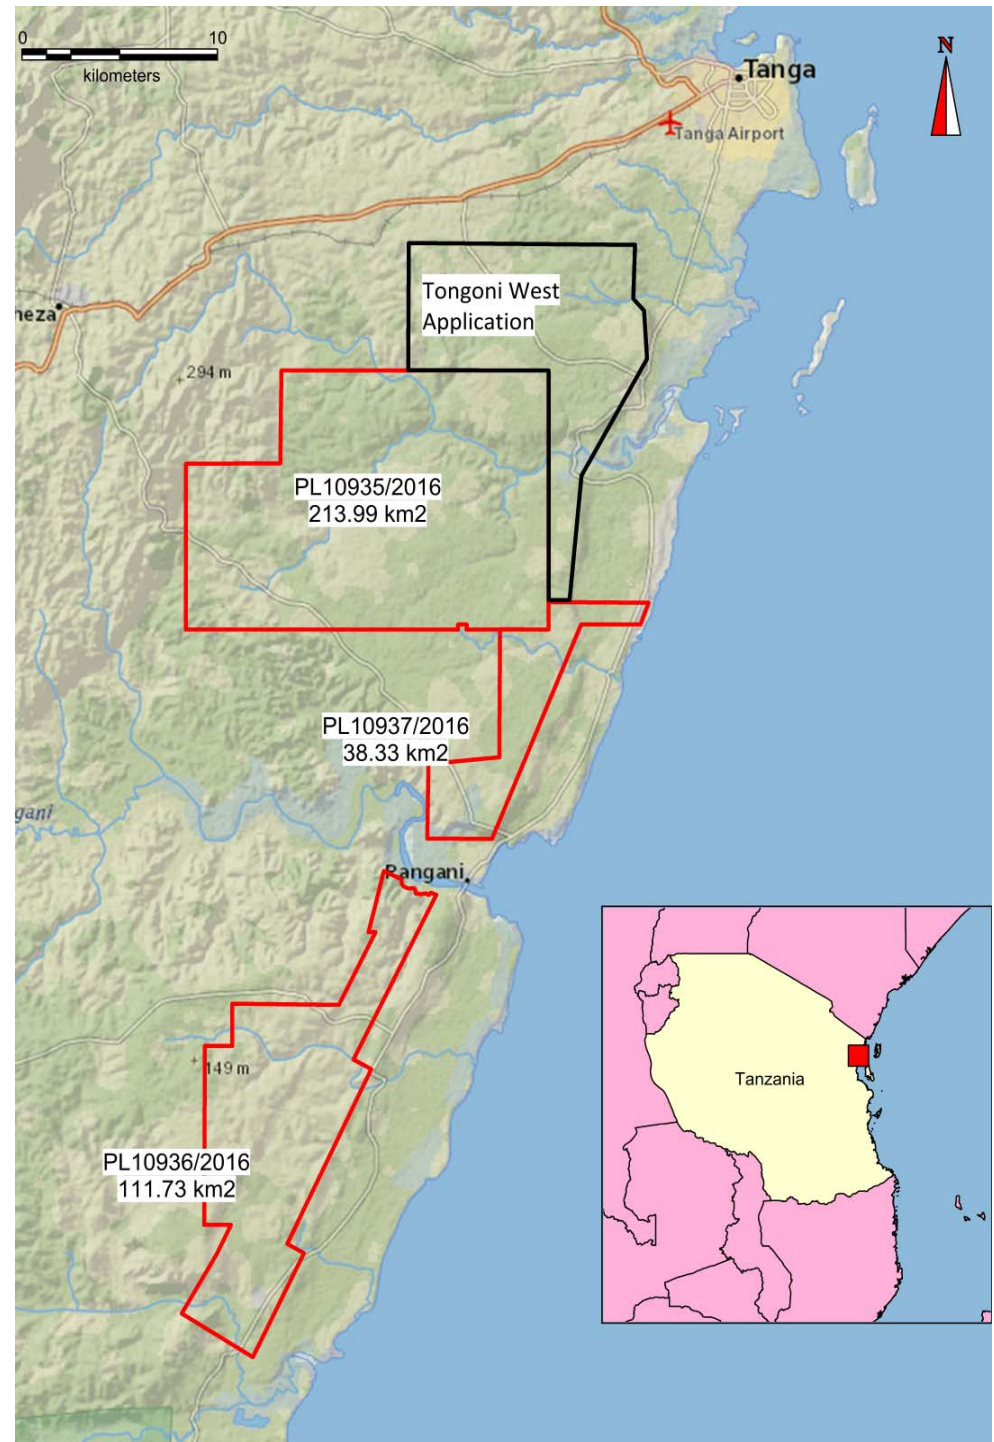 0 10
kilometers
N
Tanga
Tanga Airport
Tongoni West
Application
heza
294 m
PL10935/2016
213.99 km2
PL10937/2016
38.33 km2
gani
Pangani
149 m
Tanzania
PL10936/2016
111.73 km2